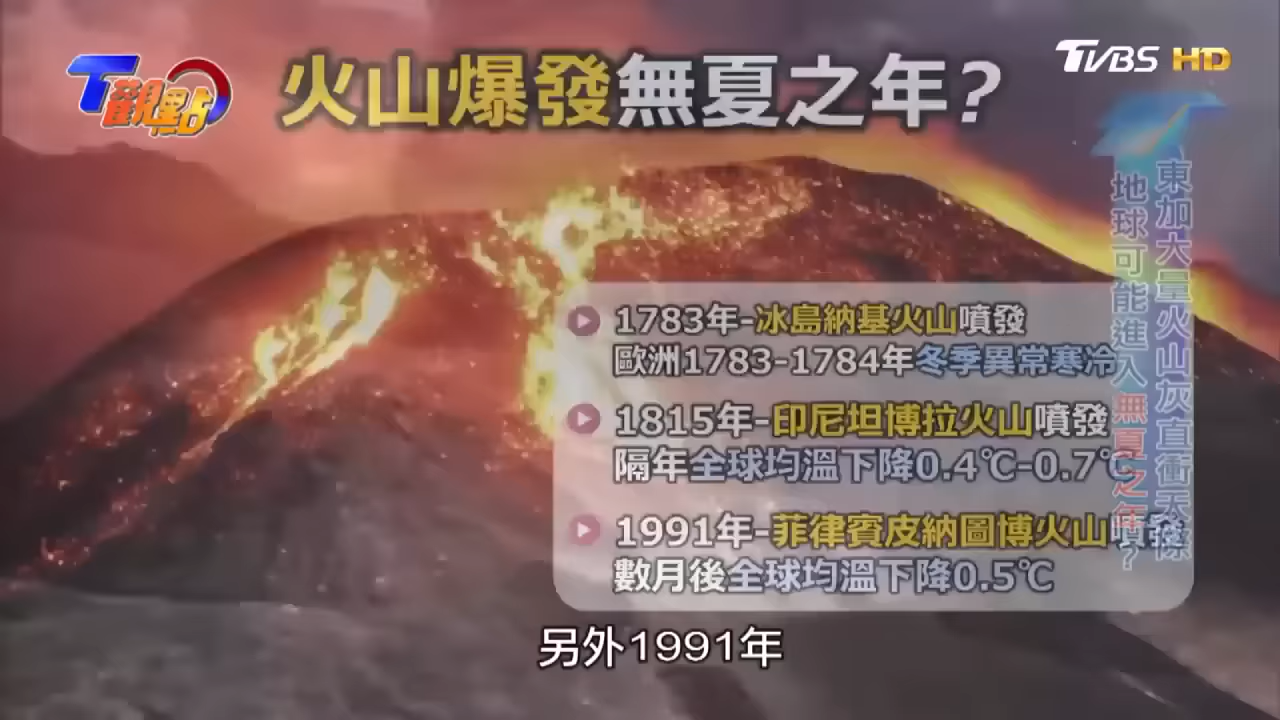 T觀點
火山爆發無夏之年?
TVBS HD
東加大量火山灰直衝天際
地球可能進入無夏之年?
1783年-冰島納基火山噴發
歐洲1783-1784年冬季異常寒冷
1815年-印尼坦博拉火山噴發
隔年全球均溫下降0.4℃-0.7℃
1991年-菲律賓皮納圖博火山噴發
數月後全球均溫下降0.5℃
另外1991年